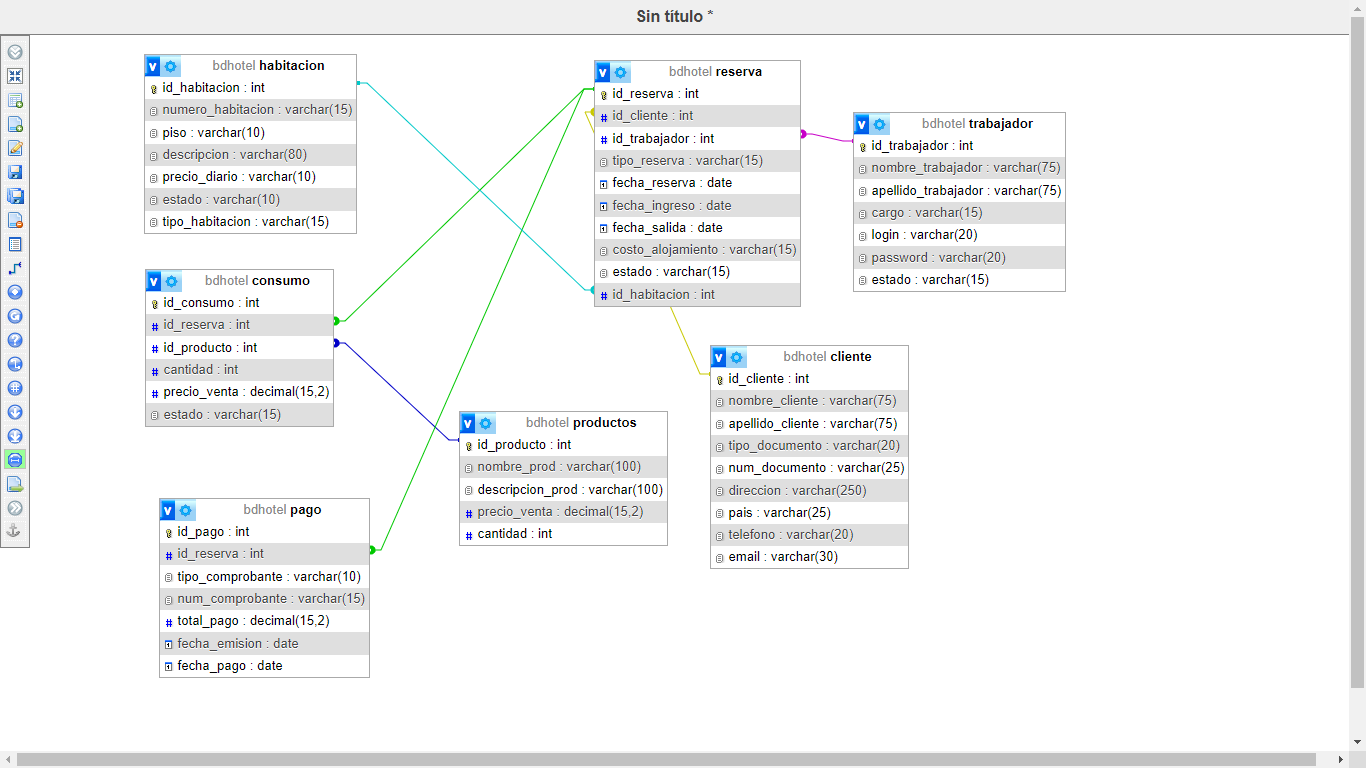 Sin título *
bdhotel habitacion
id_habitacion : int
numero_habitacion : varchar(15)
piso : varchar(10)
descripcion : varchar(80)
precio_diario : varchar(10)
estado : varchar(10)
tipo_habitacion : varchar(15)
bdhotel reserva
id_reserva : int
id_cliente : int
id_trabajador : int
tipo_reserva : varchar(15)
fecha_reserva : date
fecha_ingreso : date
fecha_salida : date
costo_alojamiento : varchar(15)
estado : varchar(15)
id_habitacion : int
bdhotel trabajador
id_trabajador : int
nombre_trabajador : varchar(75)
apellido_trabajador : varchar(75)
cargo : varchar(15)
login : varchar(20)
password : varchar(20)
estado : varchar(15)
bdhotel consumo
id_consumo : int
id_reserva : int
id_producto : int
cantidad : int
precio_venta : decimal(15,2)
estado : varchar(15)
bdhotel cliente
id_cliente : int
nombre_cliente : varchar(75)
apellido_cliente : varchar(75)
tipo_documento : varchar(20)
num_documento : varchar(25)
direccion : varchar(250)
pais : varchar(25)
telefono : varchar(20)
email : varchar(30)
bdhotel productos
id_producto : int
nombre_prod : varchar(100)
descripcion_prod : varchar(100)
precio_venta : decimal(15,2)
cantidad : int
bdhotel pago
id_pago : int
id_reserva : int
tipo_comprobante : varchar(10)
num_comprobante : varchar(15)
total_pago : decimal(15,2)
fecha_emision : date
fecha_pago : date